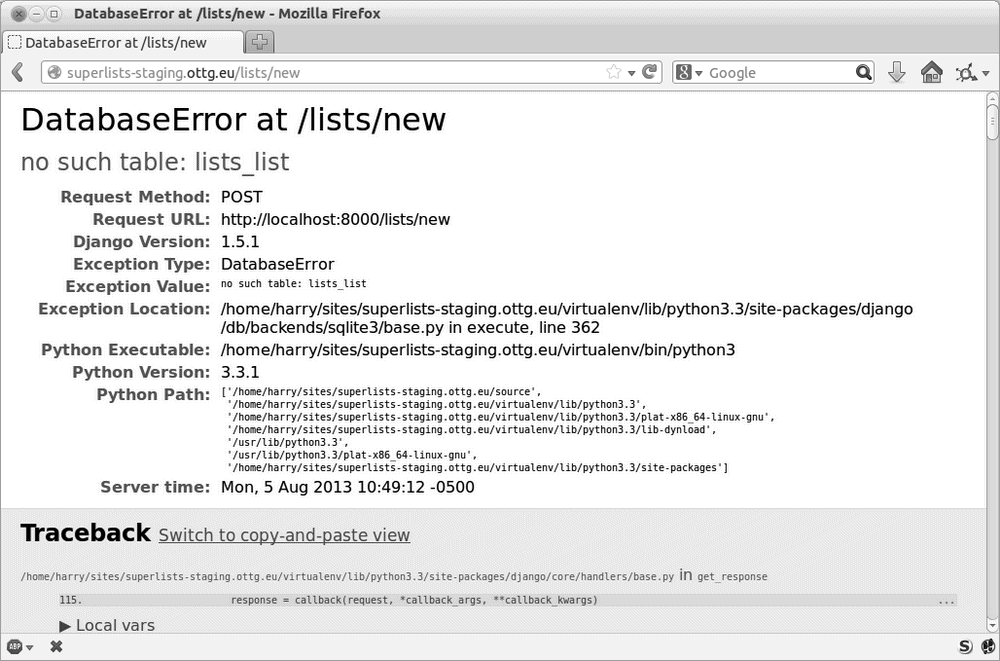 DatabaseError at /lists/new - Mozilla Firefox
DatabaseError at /lists/new
superlists-staging.ottg.eu/lists/new
Google
DatabaseError at /lists/new
no such table: lists_list
Request Method: POST
Request URL: http://localhost:8000/lists/new
Django Version: 1.5.1
Exception Type: DatabaseError
Exception Value: no such table: lists_list
Exception Location: /home/harry/sites/superlists-staging.ottg.eu/virtualenv/lib/python3.3/site-packages/django
/db/backends/sqlite3/base.py in execute, line 362
Python Executable: /home/harry/sites/superlists-staging.ottg.eu/virtualenv/bin/python3
Python Version: 3.3.1
Python Path: ['/home/harry/sites/superlists-staging.ottg.eu/source',
'/home/harry/sites/superlists-staging.ottg.eu/virtualenv/lib/python3.3',
'/home/harry/sites/superlists-staging.ottg.eu/virtualenv/lib/python3.3/plat-x86_64-linux-gnu',
'/home/harry/sites/superlists-staging.ottg.eu/virtualenv/lib/python3.3/lib-dynload',
'/usr/lib/python3.3',
'/usr/lib/python3.3/plat-x86_64-linux-gnu',
'/home/harry/sites/superlists-staging.ottg.eu/virtualenv/lib/python3.3/site-packages']
Server time: Mon, 5 Aug 2013 10:49:12 -0500
Traceback Switch to copy-and-paste view
/home/harry/sites/superlists-staging.ottg.eu/virtualenv/lib/python3.3/site-packages/django/core/handlers/base.py in get_response
115. response = callback(request, *callback_args, **callback_kwargs) ...
▶ Local vars
ABP
S